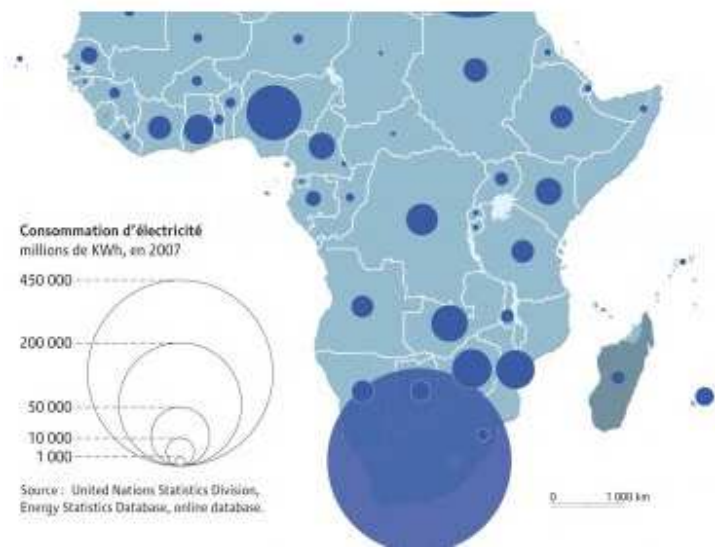 Consommation d'électricité
millions de KWh, en 2007
450 000
200 000
50 000
10 000
1 000
Source : United Nations Statistics Division,
Energy Statistics Database, online database.
0 1 000 km